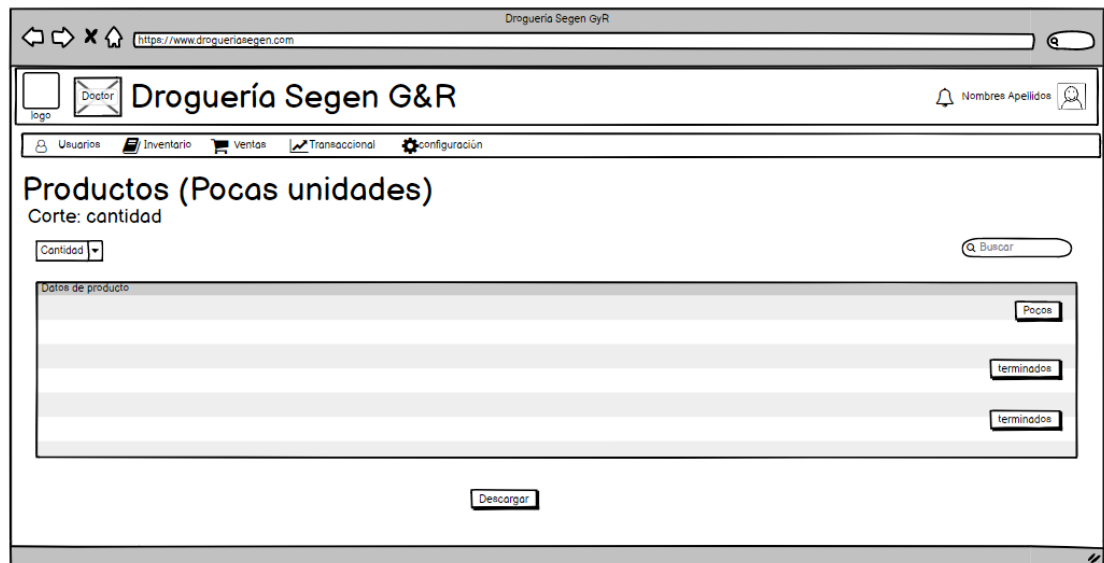 Droguería Segen GyR
https://www.drogueriasegen.com
logo
Doctor
Droguería Segen G&R
Nombres Apellidos
Usuarios Inventario Ventas Transaccional configuración
Productos (Pocas unidades)
Corte: cantidad
Cantidad
Buscar
Datos de producto
Pocos
terminados
terminados
Descargar